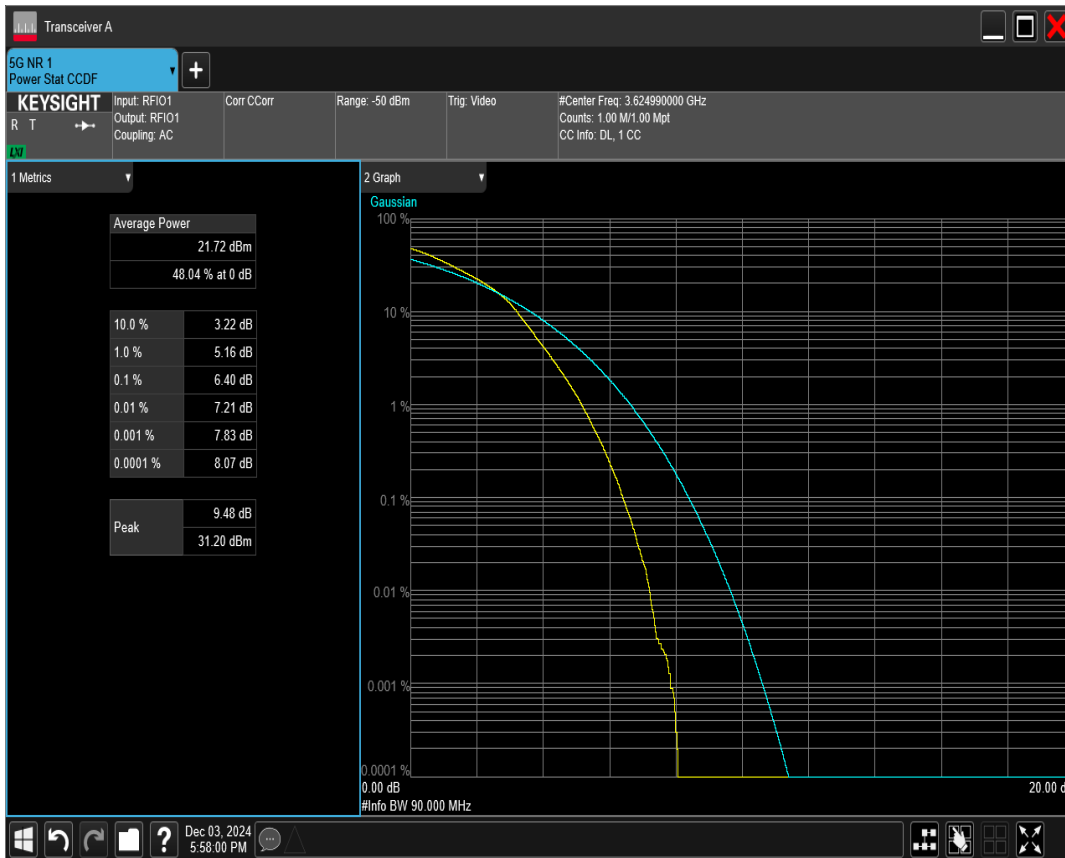 Transceiver A
5G NR 1
Power Stat CCDF
KEYSIGHT
R T
LXI
Input: RFIO1
Output: RFIO1
Coupling: AC
Corr CCorr
Range: -50 dBm
Trig: Video
#Center Freq: 3.624990000 GHz
Counts: 1.00 M/1.00 Mpt
CC Info: DL, 1 CC
1 Metrics
Average Power
21.72 dBm
48.04 % at 0 dB
10.0 % 3.22 dB
1.0 % 5.16 dB
0.1 % 6.40 dB
0.01 % 7.21 dB
0.001 % 7.83 dB
0.0001 % 8.07 dB
Peak
9.48 dB
31.20 dBm
2 Graph
Gaussian
100 %
10 %
1 %
0.1 %
0.01 %
0.001 %
0.0001 %
0.00 dB
20.00 d
#Info BW 90.000 MHz
?
Dec 03, 2024
5:58:00 PM